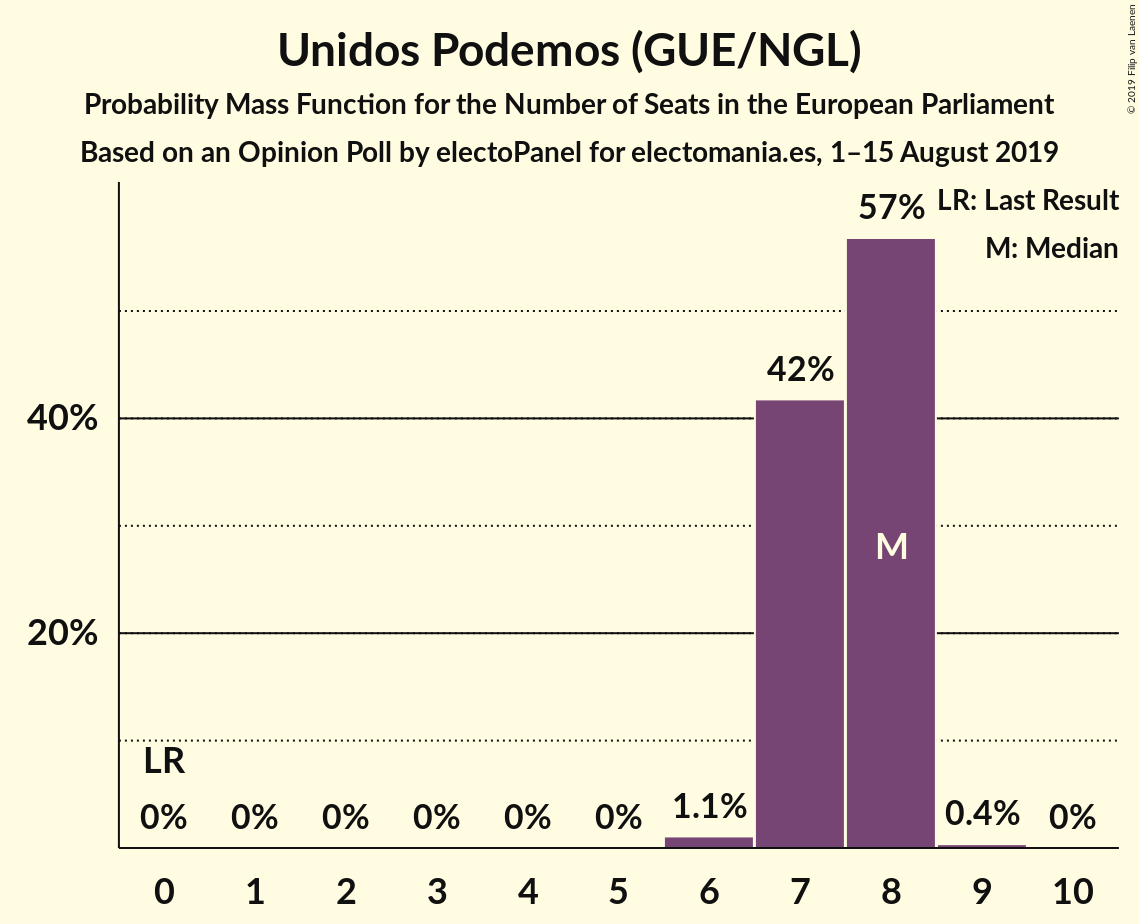 Unidos Podemos (GUE/NGL)
Probability Mass Function for the Number of Seats in the European Parliament
Based on an Opinion Poll by electoPanel for electomania.es, 1–15 August 2019
© 2019 Filip van Laenen
LR: Last Result
M: Median
57%
42%
40%
M
20%
LR
0% 0% 0% 0% 0% 0% 1.1% 0.4% 0%
0 1 2 3 4 5 6 7 8 9 10